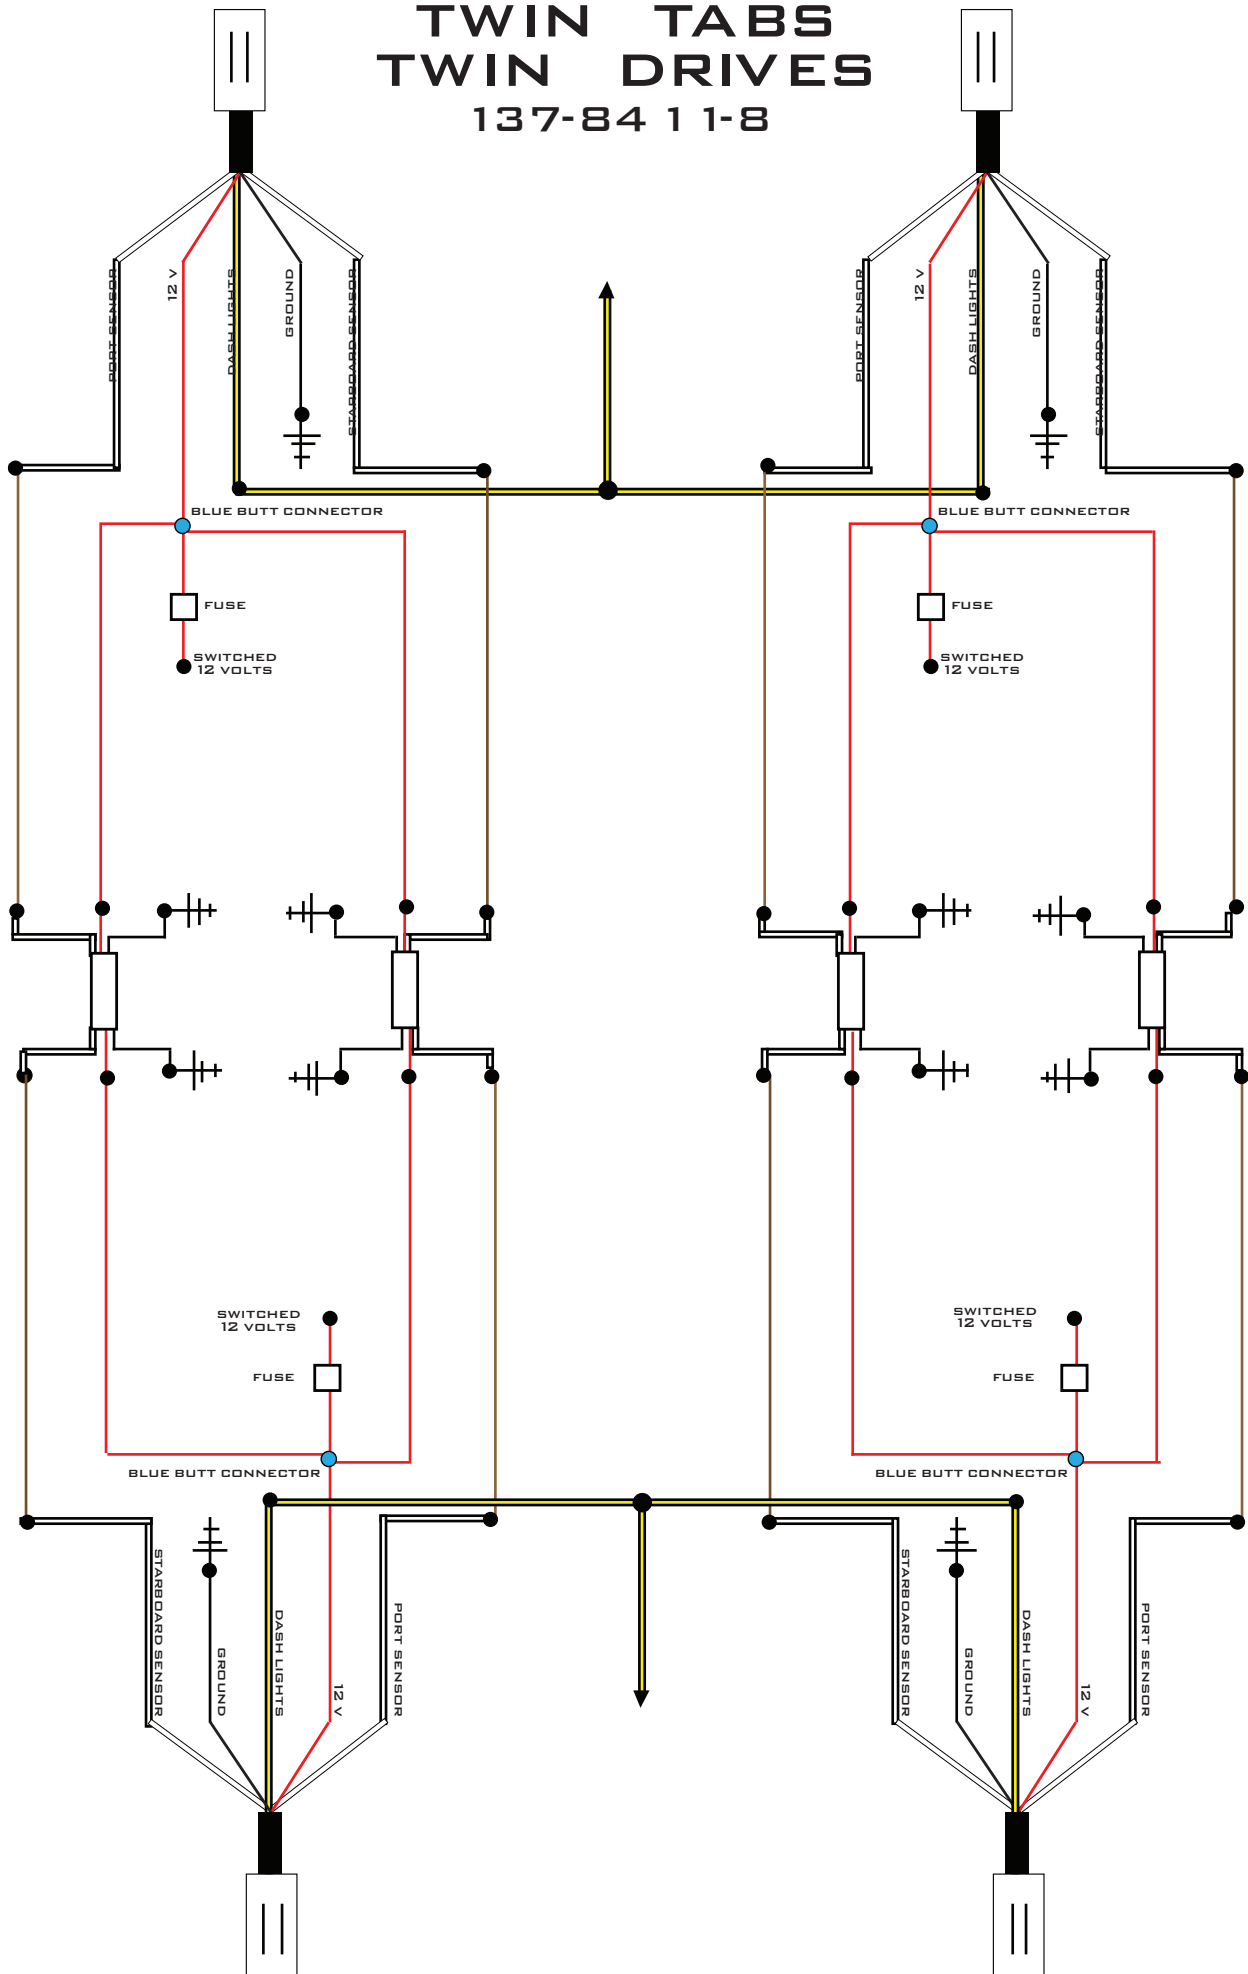 TWIN TABS
TWIN DRIVES
137-8411-8
PORT SENSOR
12 V
DASH LIGHTS
GROUND
STARBOARD SENSOR
PORT SENSOR
12 V
DASH LIGHTS
GROUND
STARBOARD SENSOR
BLUE BUTT CONNECTOR
BLUE BUTT CONNECTOR
FUSE
FUSE
SWITCHED
12 VOLTS
SWITCHED
12 VOLTS
SWITCHED
12 VOLTS
SWITCHED
12 VOLTS
FUSE
FUSE
BLUE BUTT CONNECTOR
BLUE BUTT CONNECTOR
STARBOARD SENSOR
GROUND
DASH LIGHTS
12 V
PORT SENSOR
STARBOARD SENSOR
GROUND
DASH LIGHTS
12 V
PORT SENSOR